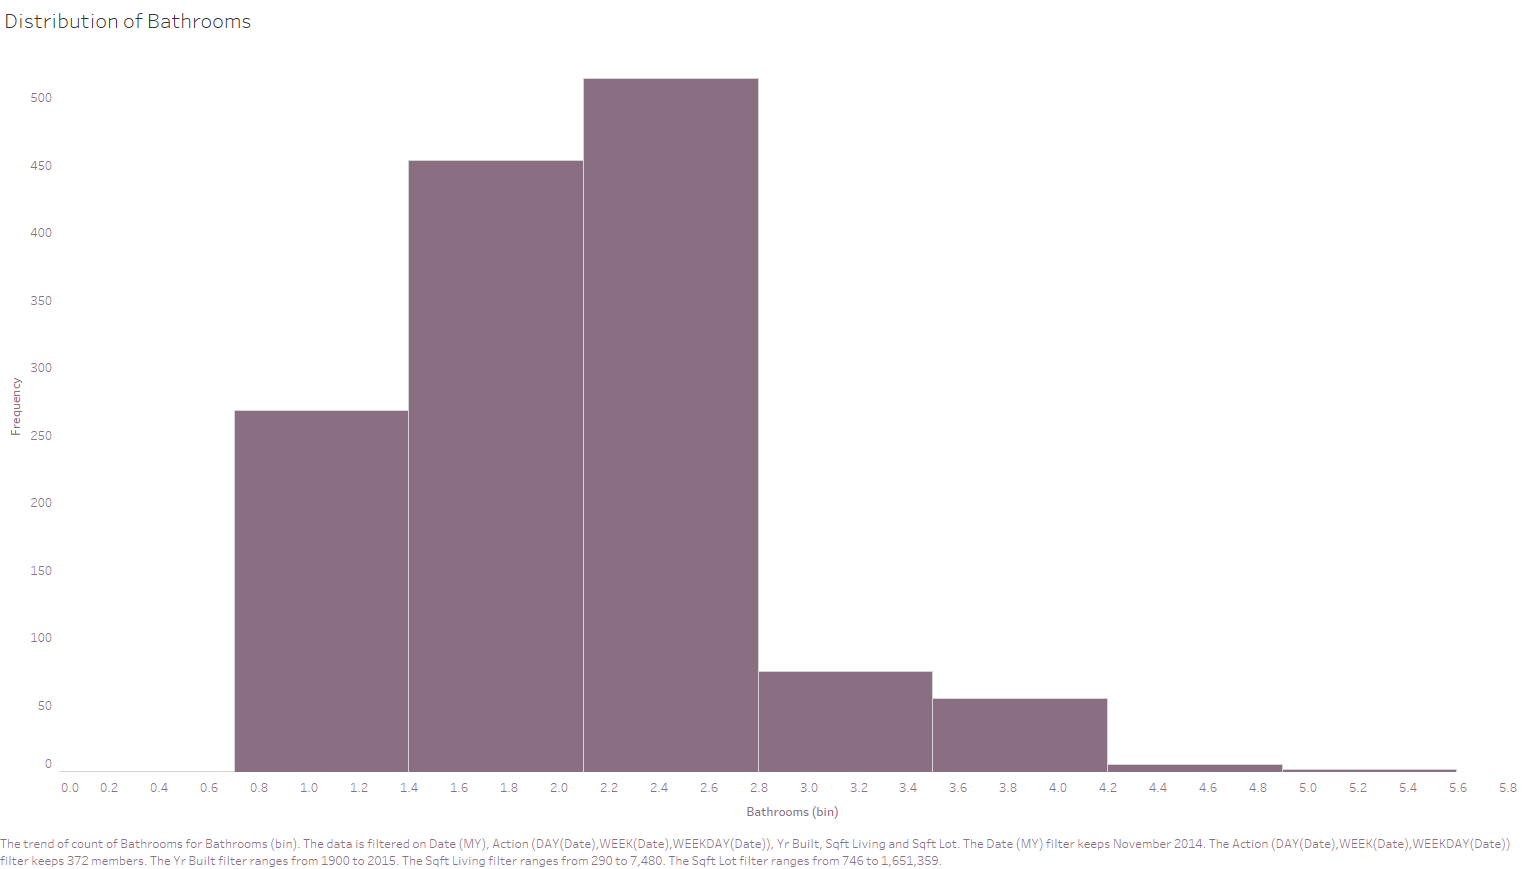 Distribution of Bathrooms
500
450
400
350
300
250
200
150
100
50
0
Frequency
0.0 0.2 0.4 0.6 0.8 1.0 1.2 1.4 1.6 1.8 2.0 2.2 2.4 2.6 2.8 3.0 3.2 3.4 3.6 3.8 4.0 4.2 4.4 4.6 4.8 5.0 5.2 5.4 5.6 5.8
Bathrooms (bin)
The trend of count of Bathrooms for Bathrooms (bin). The data is filtered on Date (MY), Action (DAY(Date),WEEK(Date),WEEKDAY(Date)), Yr Built, Sqft Living and Sqft Lot. The Date (MY) filter keeps November 2014. The Action (DAY(Date),WEEK(Date),WEEKDAY(Date))
filter keeps 372 members. The Yr Built filter ranges from 1900 to 2015. The Sqft Living filter ranges from 290 to 7,480. The Sqft Lot filter ranges from 746 to 1,651,359.